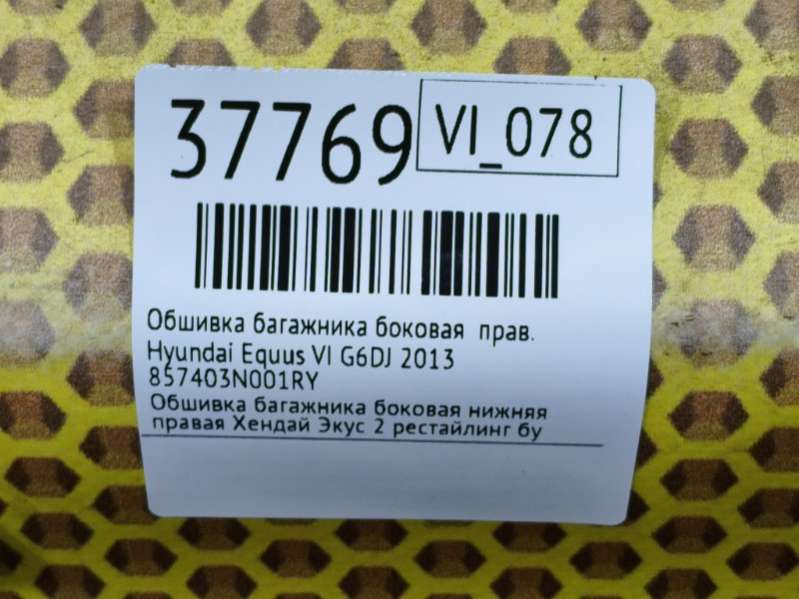 37769
VI_078
Обшивка багажника боковая прав.
Hyundai Equus VI G6DJ 2013
857403N001RY
Обшивка багажника боковая нижняя
правая Хендай Экус 2 рестайлинг бу